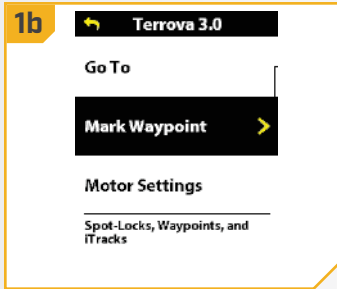 1b
Terrova 3.0
Go To
Mark Waypoint
Motor Settings
Spot-Locks, Waypoints, and
iTracks